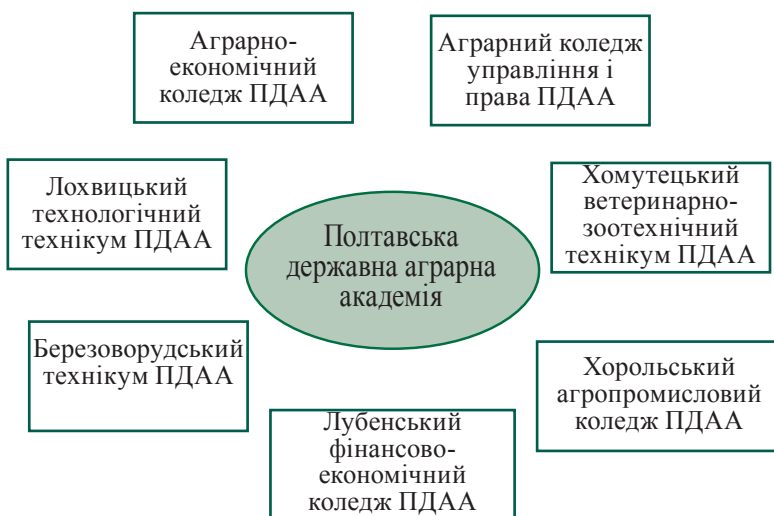 Аграрно-
економічний
коледж ПДАА
Аграрний коледж
управління і
права ПДАА
Лохвицький
технологічний
технікум ПДАА
Полтавська
державна аграрна
академія
Хомутецький
ветеринарно-
зоотехнічний
технікум ПДАА
Березоворудський
технікум ПДАА
Хорольський
агропромисловий
коледж ПДАА
Лубенський
фінансово-
економічний
коледж ПДАА